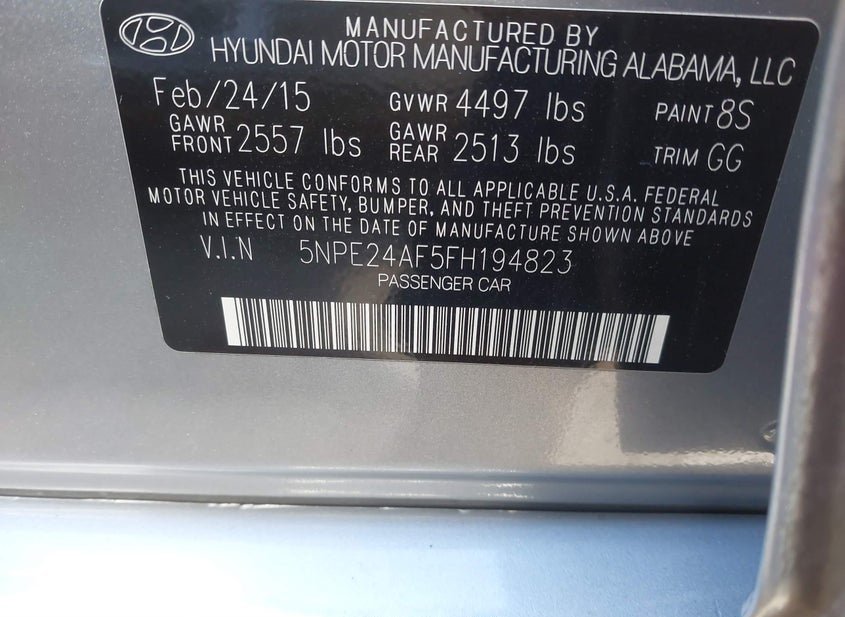 MANUFACTURED BY
HYUNDAI MOTOR MANUFACTURING ALABAMA, LLC
Feb/24/15 GVWR 4497 lbs PAINT 8S
GAWR FRONT 2557 lbs GAWR REAR 2513 lbs TRIM GG
THIS VEHICLE CONFORMS TO ALL APPLICABLE U.S.A. FEDERAL
MOTOR VEHICLE SAFETY, BUMPER, AND THEFT PREVENTION STANDARDS
IN EFFECT ON THE DATE OF MANUFACTURE SHOWN ABOVE
V.I.N 5NPE24AF5FH194823
PASSENGER CAR